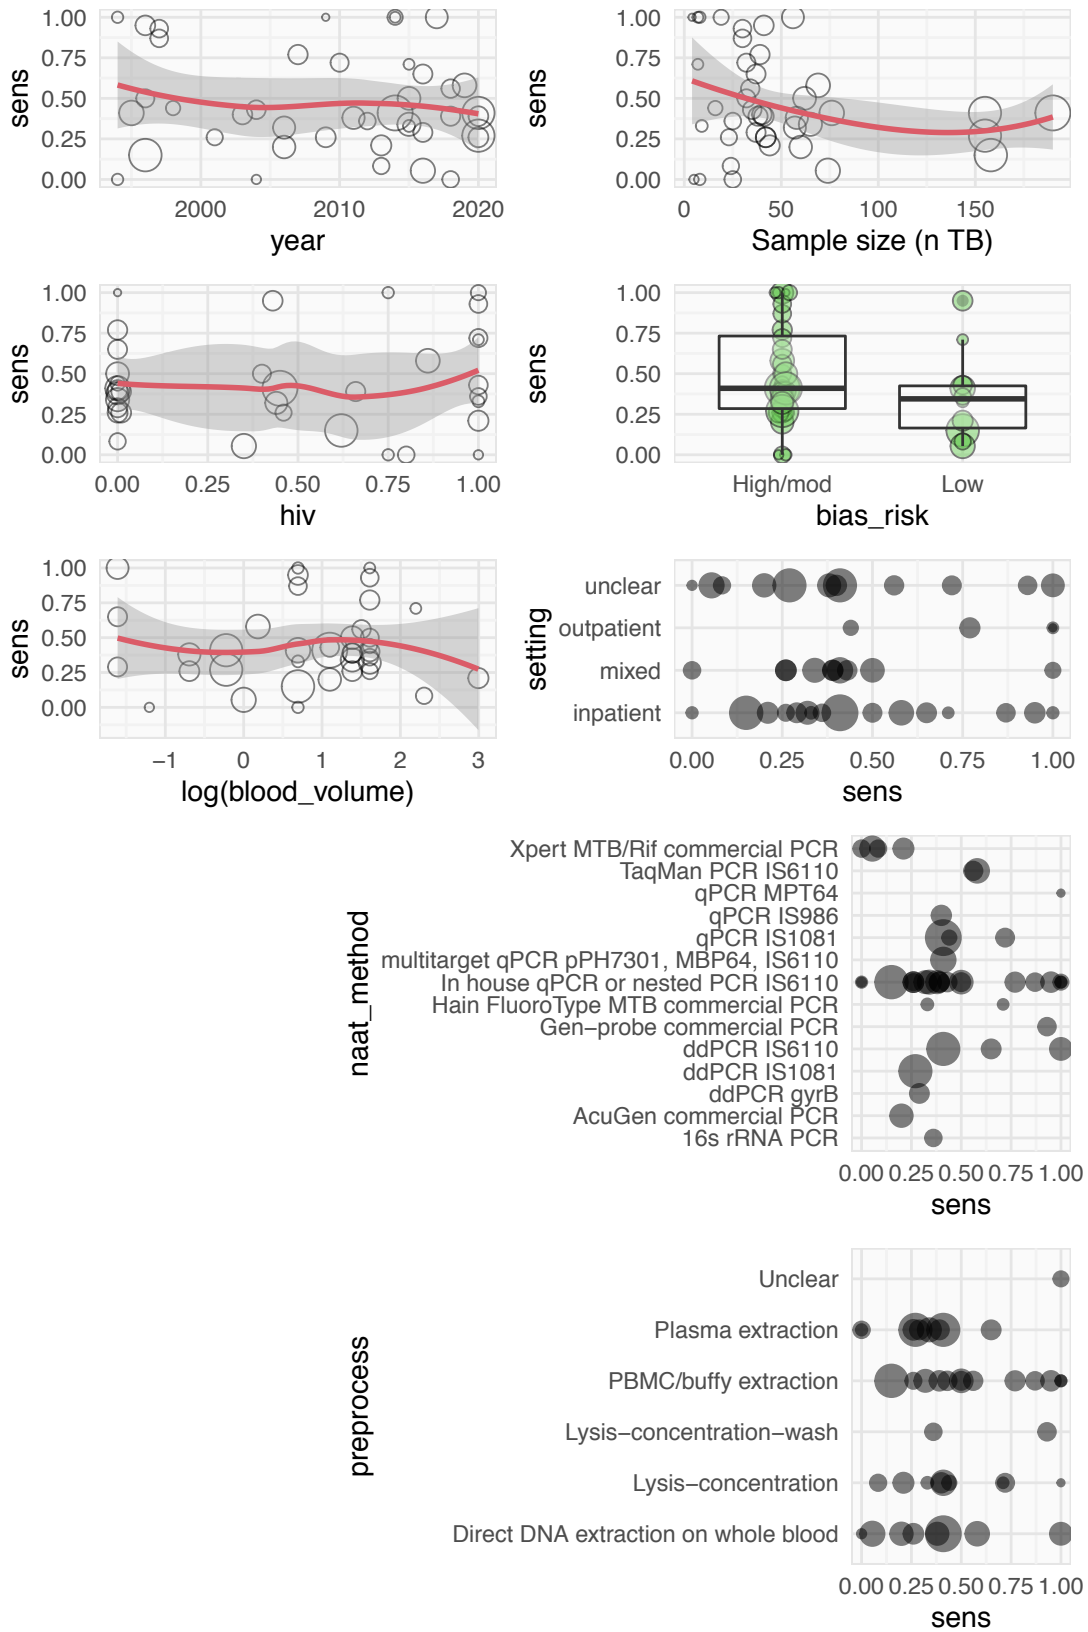 1.00
0.75
0.50
0.25
0.00
sens
2000
2010
2020
year
1.00
0.75
0.50
0.25
0.00
sens
0
50
100
150
Sample size (n TB)
1.00
0.75
0.50
0.25
0.00
sens
0.00
0.25
0.50
0.75
1.00
hiv
1.00
0.75
0.50
0.25
0.00
sens
High/mod
Low
bias_risk
1.00
0.75
0.50
0.25
0.00
sens
−1
0
1
2
3
log(blood_volume)
unclear
outpatient
mixed
inpatient
setting
0.00
0.25
0.50
0.75
1.00
sens
Xpert MTB/Rif commercial PCR
TaqMan PCR IS6110
qPCR MPT64
qPCR IS986
qPCR IS1081
multitarget qPCR pPH7301, MBP64, IS6110
In house qPCR or nested PCR IS6110
Hain FluoroType MTB commercial PCR
Gen−probe commercial PCR
ddPCR IS6110
ddPCR IS1081
ddPCR gyrB
AcuGen commercial PCR
16s rRNA PCR
naat_method
0.00 0.25 0.50 0.75 1.00
sens
Unclear
Plasma extraction
PBMC/buffy extraction
Lysis−concentration−wash
Lysis−concentration
Direct DNA extraction on whole blood
preprocess
0.00 0.25 0.50 0.75 1.00
sens